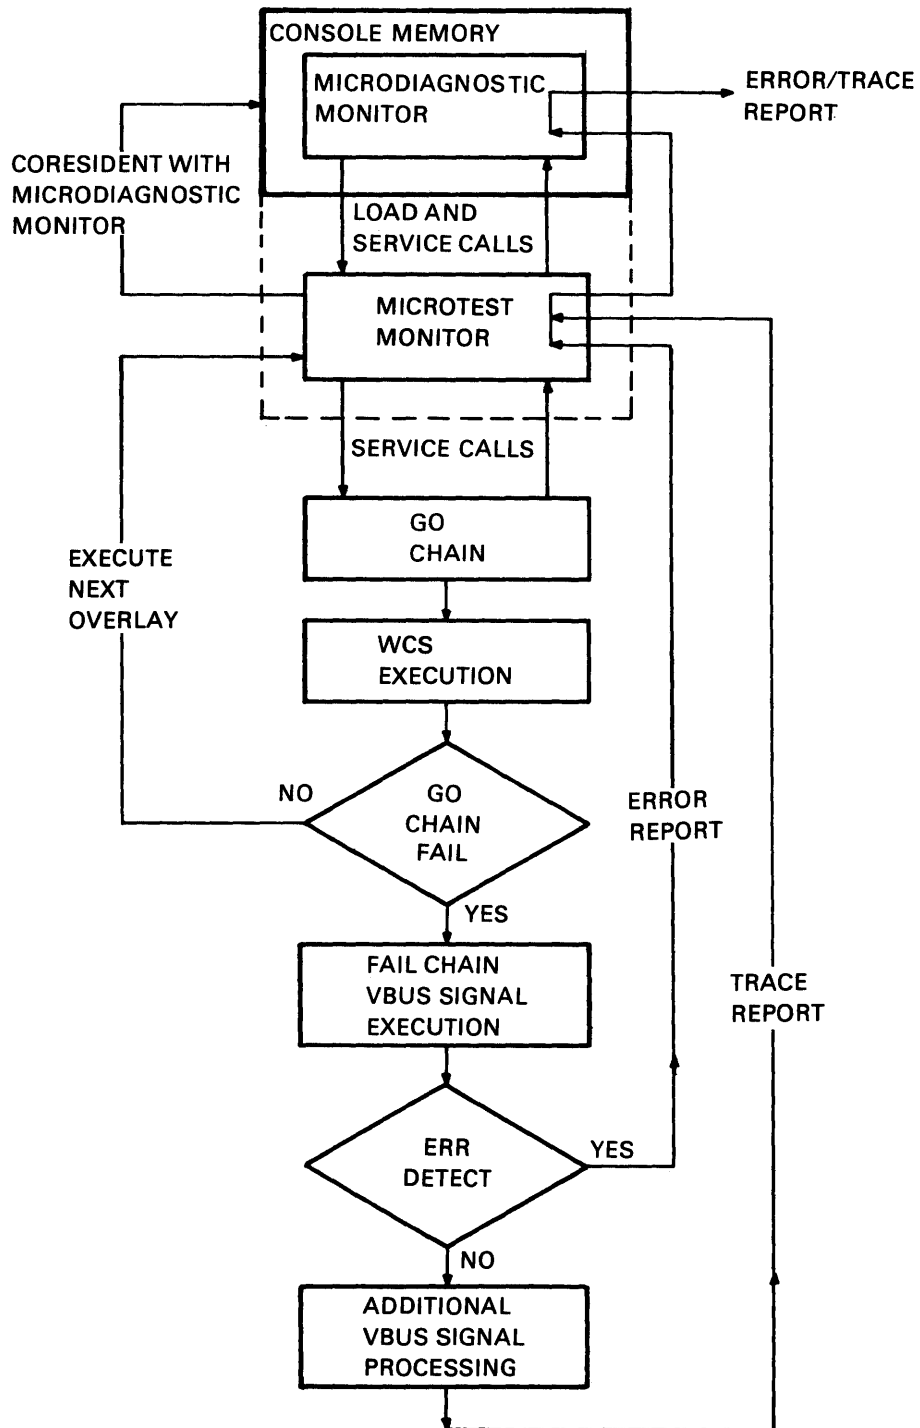 CONSOLE MEMORY
MICRODIAGNOSTIC
MONITOR
ERROR/TRACE
REPORT
CORESIDENT WITH
MICRODIAGNOSTIC
MONITOR
LOAD AND
SERVICE CALLS
MICROTEST
MONITOR
SERVICE CALLS
GO
CHAIN
EXECUTE
NEXT
OVERLAY
WCS
EXECUTION
NO
GO
CHAIN
FAIL
ERROR
REPORT
YES
FAIL CHAIN
VBUS SIGNAL
EXECUTION
TRACE
REPORT
ERR
DETECT
YES
NO
ADDITIONAL
VBUS SIGNAL
PROCESSING